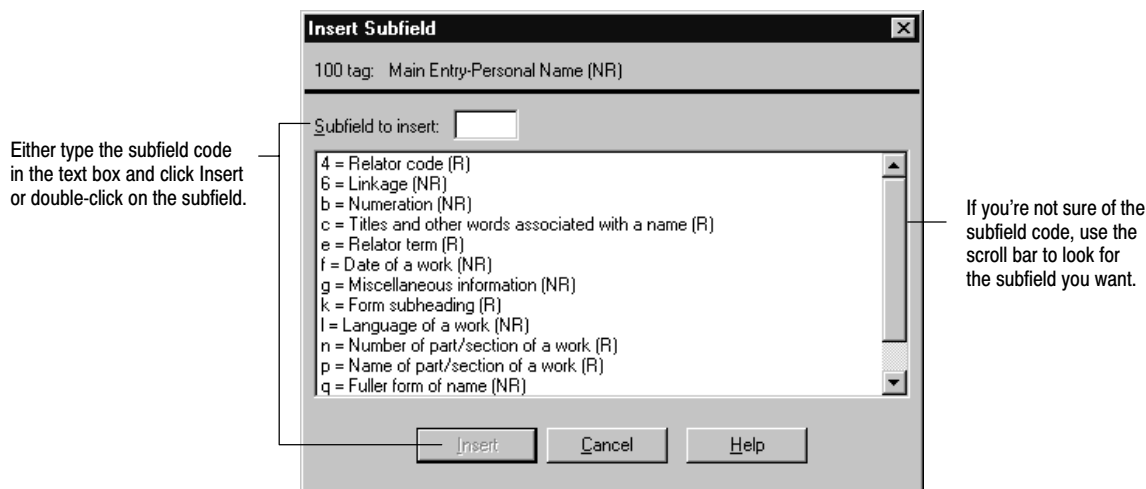 Insert Subfield
100 tag: Main Entry-Personal Name (NR)
Subfield to insert:
Either type the subfield code
in the text box and click Insert
or double-click on the subfield.
4 = Relator code (R)
6 = Linkage (NR)
b = Numeration (NR)
c = Titles and other words associated with a name (R)
e = Relator term (R)
f = Date of a work (NR)
g = Miscellaneous information (NR)
k = Form subheading (R)
l = Language of a work (NR)
n = Number of part/section of a work (R)
p = Name of part/section of a work (R)
q = Fuller form of name (NR)
If you're not sure of the
subfield code, use the
scroll bar to look for
the subfield you want.
Insert
Cancel
Help